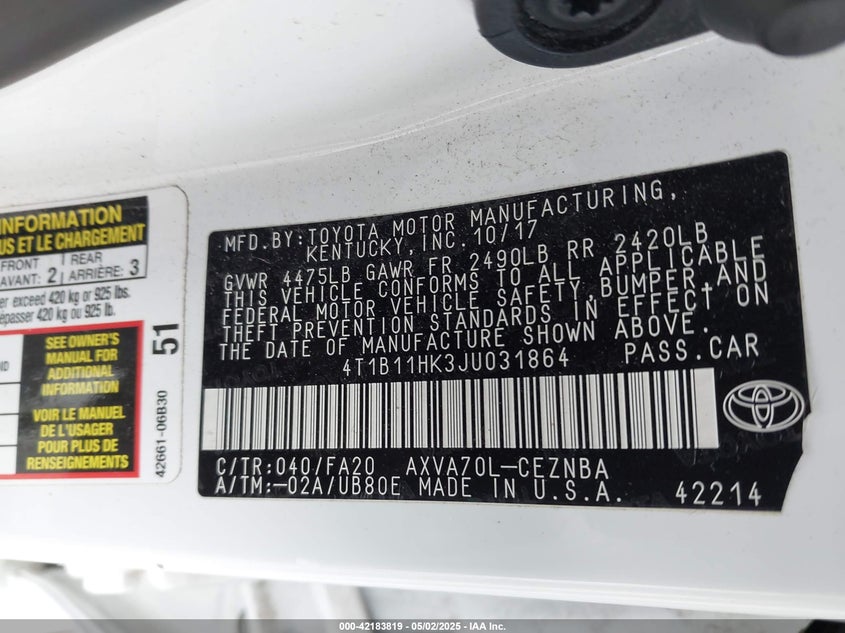 INFORMATION
US ET LE CHARGEMENT
FRONT
AVANT: 2
REAR
ARRIÈRE: 3
er exceed 420 kg or 925 lbs.
épasser 420 kg ou 925 lb.
SEE OWNER'S
MANUAL FOR
ADDITIONAL
INFORMATION
VOIR LE MANUEL
DE L'USAGER
POUR PLUS DE
RENSEIGNEMENTS
51
42661-06B30
MFD. BY: TOYOTA MOTOR MANUFACTURING,
KENTUCKY, INC. 10/17
GVWR 4475LB GAWR FR 2490LB RR 2420LB
THIS VEHICLE CONFORMS TO ALL APPLICABLE
FEDERAL MOTOR VEHICLE SAFETY, BUMPER, AND
THEFT PREVENTION STANDARDS IN EFFECT ON
THE DATE OF MANUFACTURE SHOWN ABOVE.
4T1B11HK3JU031864 PASS. CAR
C/TR: 040/FA20 AXVA70L-CEZNBA
A/TM: -02A/UB80E MADE IN U.S.A. 42214
000-42183819 - 05/02/2025 - IAA Inc.